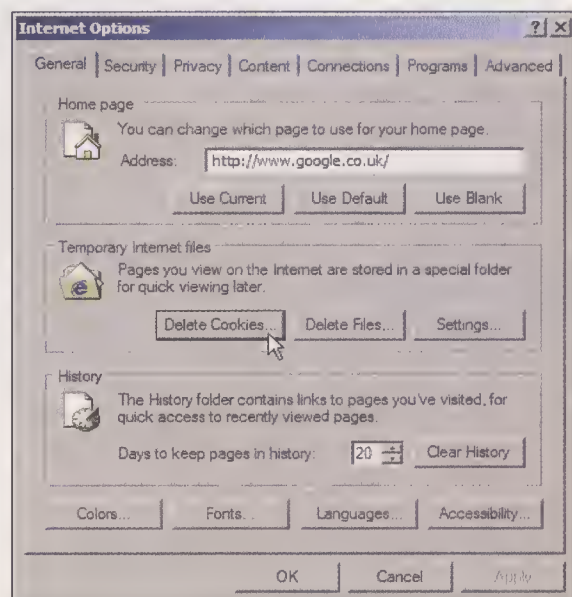 Internet Options
General Security Privacy Content Connections Programs Advanced
Home page
You can change which page to use for your home page.
Address: http://www.google.co.uk/
Use Current Use Default Use Blank
Temporary Internet files
Pages you view on the Internet are stored in a special folder
for quick viewing later.
Delete Cookies... Delete Files... Settings...
History
The History folder contains links to pages you've visited, for
quick access to recently viewed pages.
Days to keep pages in history: 20 Clear History
Colors... Fonts... Languages... Accessibility...
OK Cancel Apply